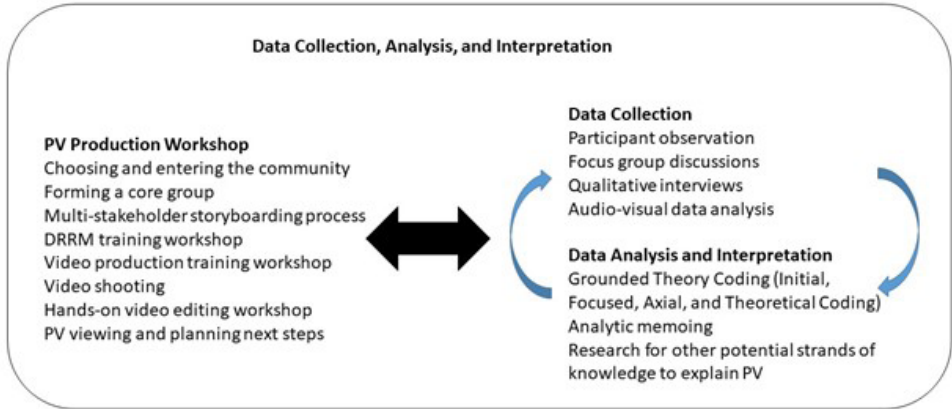 Data Collection, Analysis, and Interpretation
PV Production Workshop
Choosing and entering the community
Forming a core group
Multi-stakeholder storyboarding process
DRRM training workshop
Video production training workshop
Video shooting
Hands-on video editing workshop
PV viewing and planning next steps
Data Collection
Participant observation
Focus group discussions
Qualitative interviews
Audio-visual data analysis
Data Analysis and Interpretation
Grounded Theory Coding (Initial,
Focused, Axial, and Theoretical Coding)
Analytic memoing
Research for other potential strands of
knowledge to explain PV